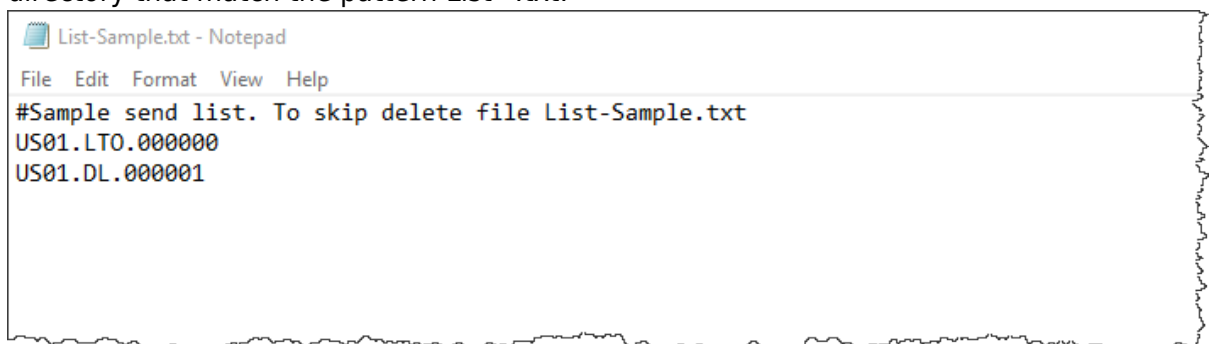 directory that match the pattern List-*.txt.
List-Sample.txt - Notepad
File Edit Format View Help
#Sample send list. To skip delete file List-Sample.txt
US01.LTO.000000
US01.DL.000001